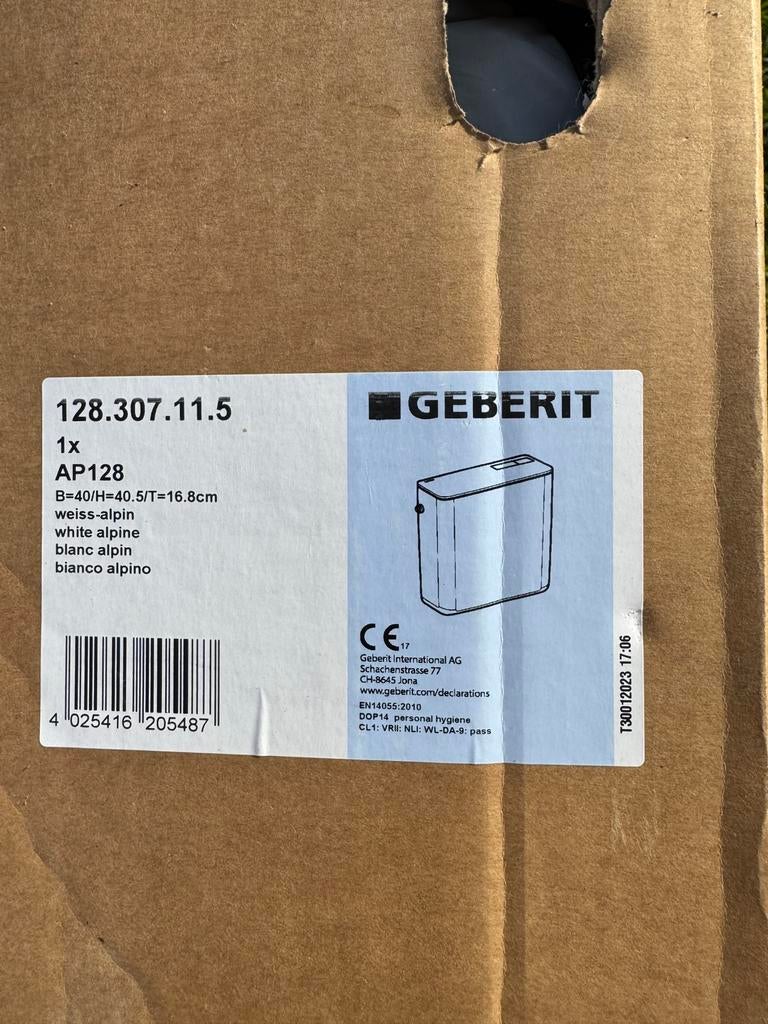 128.307.11.5
1x
AP128
B=40/H=40.5/T=16.8cm
weiss-alpin
white alpine
blanc alpin
bianco alpino
4 025416 205487
GEBERIT
CE 17
Geberit International AG
Schachenstrasse 77
CH-8645 Jona
www.geberit.com/declarations
EN14055:2010
DOP14 personal hygiene
CL1: VRII: NLI: WL-DA-9: pass
T30012023 17:06